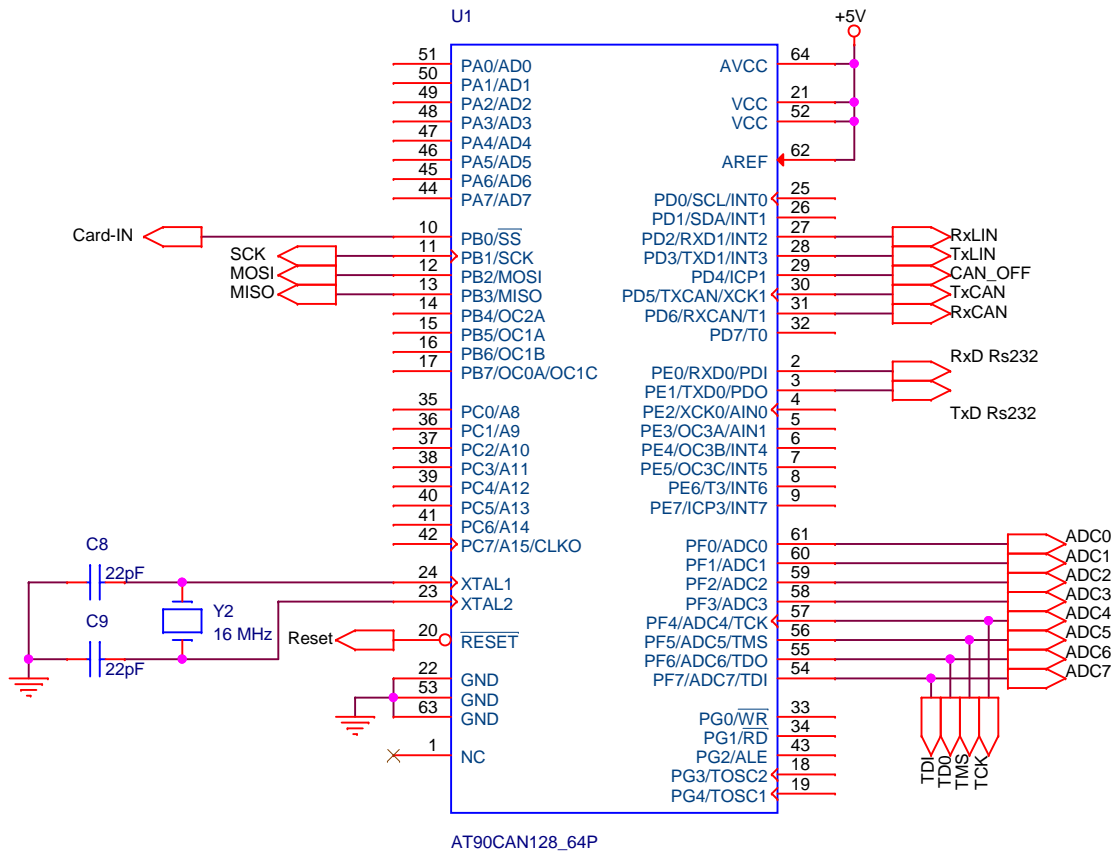 U1
+5V
51 PA0/AD0
50 PA1/AD1
49 PA2/AD2
48 PA3/AD3
47 PA4/AD4
46 PA5/AD5
45 PA6/AD6
44 PA7/AD7
Card-IN 10 PB0/SS
SCK 11 PB1/SCK
MOSI 12 PB2/MOSI
MISO 13 PB3/MISO
14 PB4/OC2A
15 PB5/OC1A
16 PB6/OC1B
17 PB7/OC0A/OC1C
35 PC0/A8
36 PC1/A9
37 PC2/A10
38 PC3/A11
39 PC4/A12
40 PC5/A13
41 PC6/A14
42 PC7/A15/CLKO
C8
22pF
24 XTAL1
23 XTAL2
Y2
16 MHz
C9
22pF
Reset 20 RESET
22 GND
53 GND
63 GND
1 NC
AVCC 64
VCC 21
VCC 52
AREF 62
PD0/SCL/INT0 25
PD1/SDA/INT1 26
PD2/RXD1/INT2 27 RxLIN
PD3/TXD1/INT3 28 TxLIN
PD4/ICP1 29 CAN_OFF
PD5/TXCAN/XCK1 30 TxCAN
PD6/RXCAN/T1 31 RxCAN
PD7/T0 32
PE0/RXD0/PDI 2 RxD Rs232
PE1/TXD0/PDO 3 TxD Rs232
PE2/XCK0/AIN0 4
PE3/OC3A/AIN1 5
PE4/OC3B/INT4 6
PE5/OC3C/INT5 7
PE6/T3/INT6 8
PE7/ICP3/INT7 9
PF0/ADC0 61 ADC0
PF1/ADC1 60 ADC1
PF2/ADC2 59 ADC2
PF3/ADC3 58 ADC3
PF4/ADC4/TCK 57 ADC4
PF5/ADC5/TMS 56 ADC5
PF6/ADC6/TDO 55 ADC6
PF7/ADC7/TDI 54 ADC7
PG0/WR 33
PG1/RD 34
PG2/ALE 43
PG3/TOSC2 18
PG4/TOSC1 19
TDI
TD0
TMS
TCK
AT90CAN128_64P